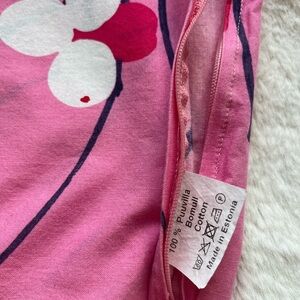 100 % Puuvilla
Bomull
Cotton
P
Made in Estonia